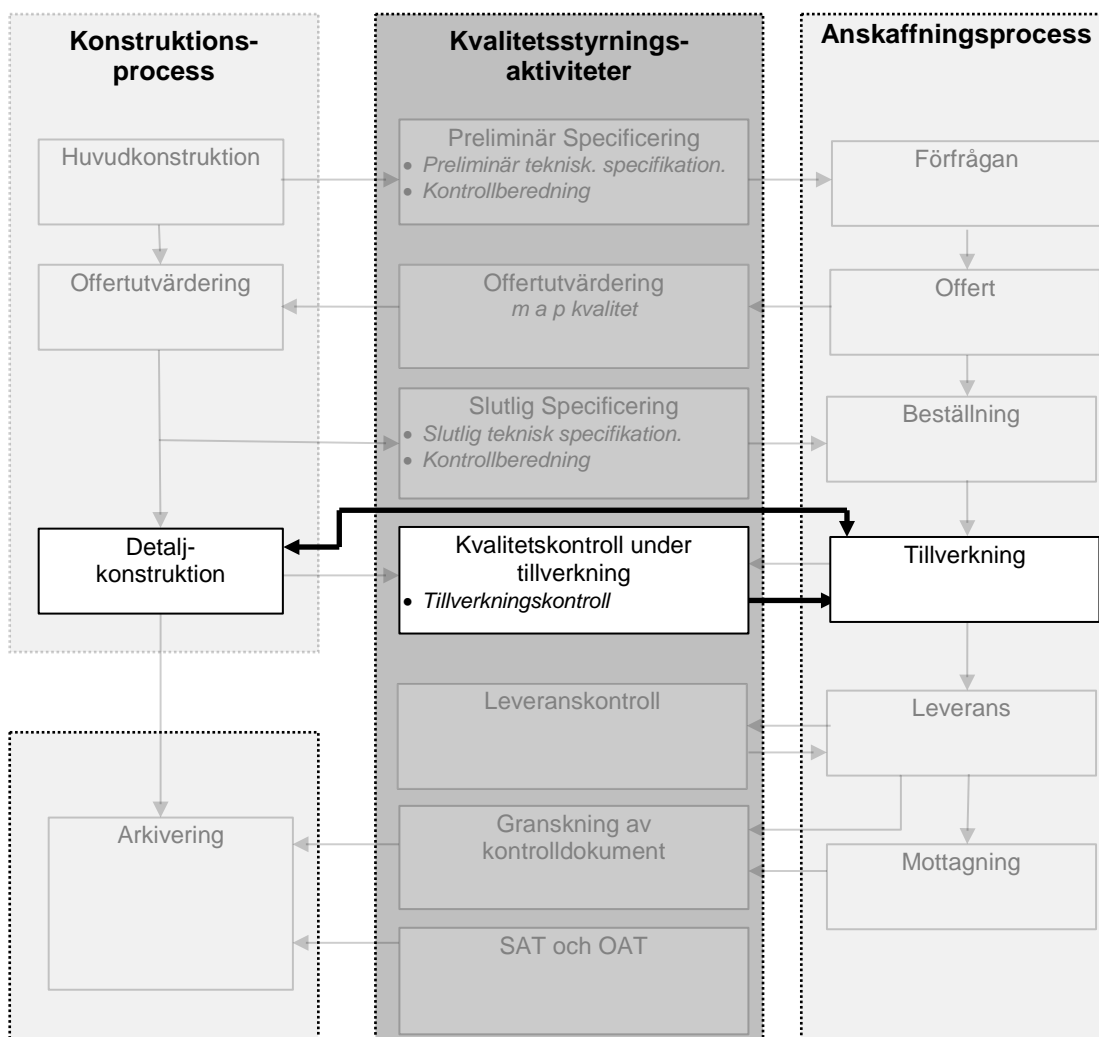 Konstruktions-
process
Kvalitetsstyrnings-
aktiviteter
Anskaffningsprocess
Huvudkonstruktion
Preliminär Specificering
• Preliminär teknisk. specifikation.
• Kontrollberedning
Förfrågan
Offertutvärdering
Offertutvärdering
m a p kvalitet
Offert
Slutlig Specificering
• Slutlig teknisk specifikation.
• Kontrollberedning
Beställning
Detalj-
konstruktion
Kvalitetskontroll under
tillverkning
• Tillverkningskontroll
Tillverkning
Leveranskontroll
Leverans
Arkivering
Granskning av
kontrolldokument
Mottagning
SAT och OAT